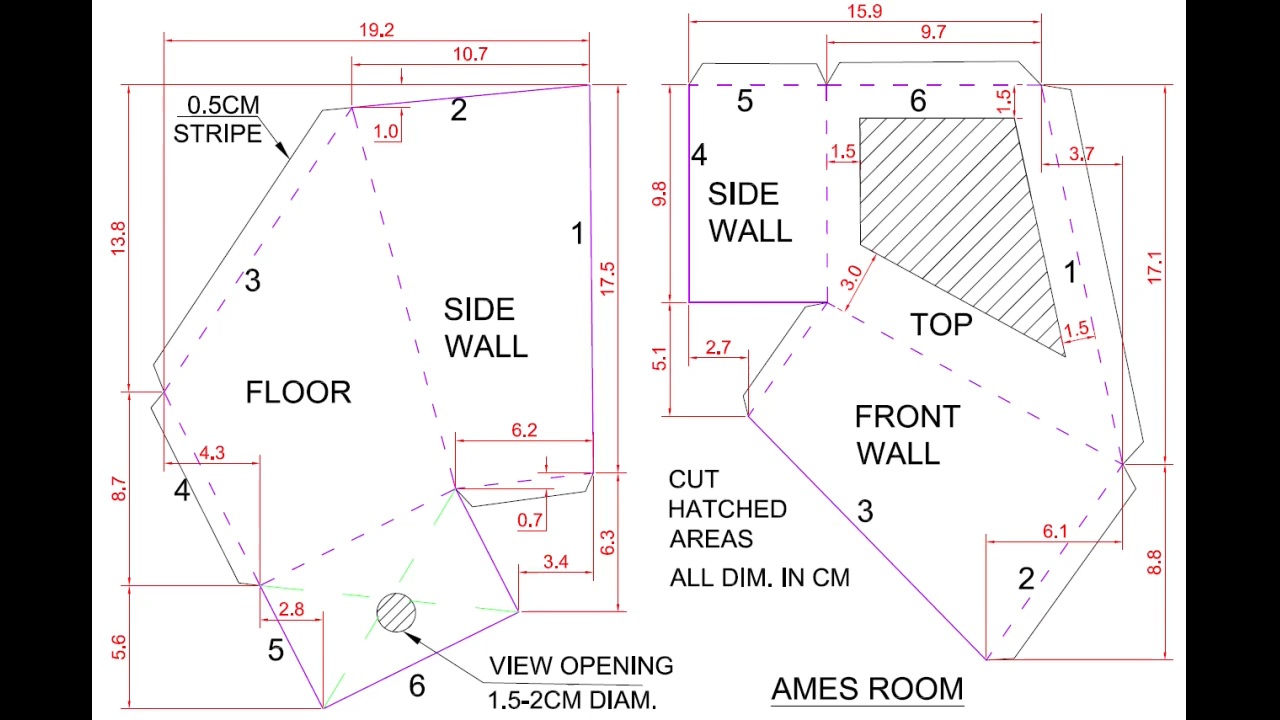 19.2
10.7
0.5CM
STRIPE
2
1.0
13.8
1
3
17.5
SIDE
WALL
FLOOR
6.2
4.3
4
8.7
0.7
6.3
3.4
2.8
5
5.6
6
VIEW OPENING
1.5-2CM DIAM.
15.9
9.7
5
6
1.5
4
1.5
3.7
9.8
SIDE
WALL
3.0
1
17.1
TOP
1.5
2.7
5.1
FRONT
WALL
CUT
HATCHED
AREAS
3
6.1
ALL DIM. IN CM
2
8.8
AMES ROOM